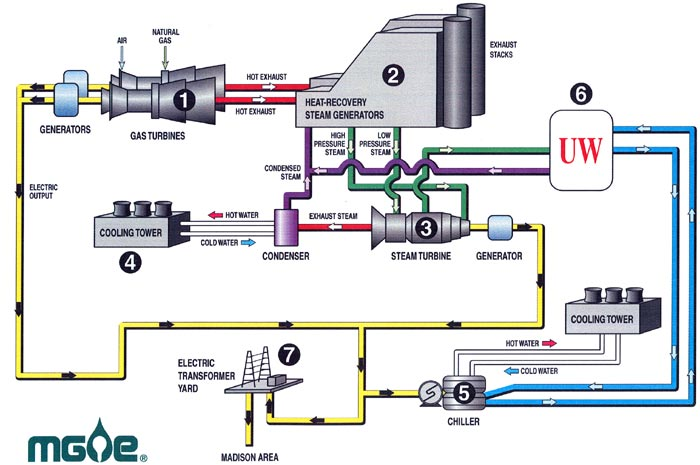 AIR
NATURAL
GAS
HOT EXHAUST
HOT EXHAUST
1
GENERATORS
GAS TURBINES
2
HEAT-RECOVERY
STEAM GENERATORS
EXHAUST
STACKS
6
UW
HIGH
PRESSURE
STEAM
LOW
PRESSURE
STEAM
CONDENSED
STEAM
ELECTRIC
OUTPUT
HOT WATER
COOLING TOWER
COLD WATER
4
CONDENSER
EXHAUST STEAM
3
STEAM TURBINE
GENERATOR
COOLING TOWER
HOT WATER
COLD WATER
7
ELECTRIC
TRANSFORMER
YARD
5
CHILLER
MADISON AREA
mge®